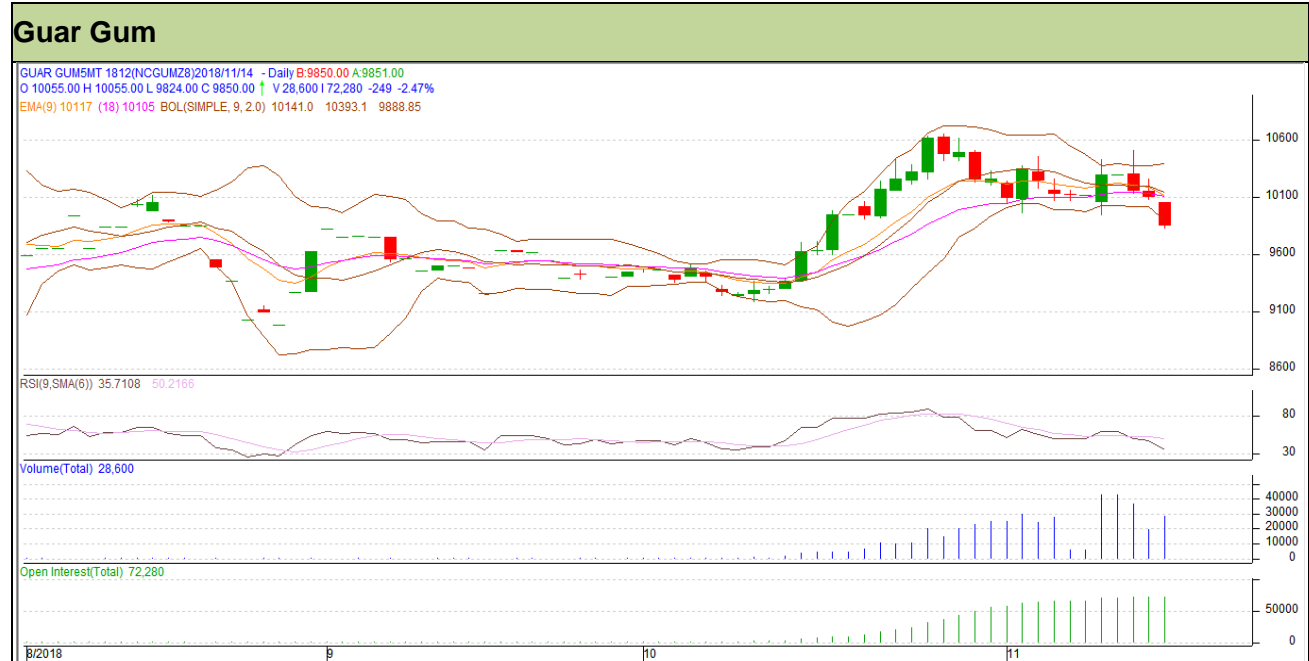 Guar Gum
GUAR GUM5MT 1812(NCGUMZ8)2018/11/14 - Daily B:9850.00 A:9851.00
O 10055.00 H 10055.00 L 9824.00 C 9850.00 ↑ V 28,600 I 72,280 -249 -2.47%
EMA(9) 10117 (18) 10105 BOL(SIMPLE, 9, 2.0) 10141.0 10393.1 9888.85
10600
10100
9600
9100
8600
RSI(9,SMA(6)) 35.7108 50.2166
80
30
Volume(Total) 28,600
40000
30000
20000
10000
0
Open Interest(Total) 72,280
50000
0
8/2018 9 10 11